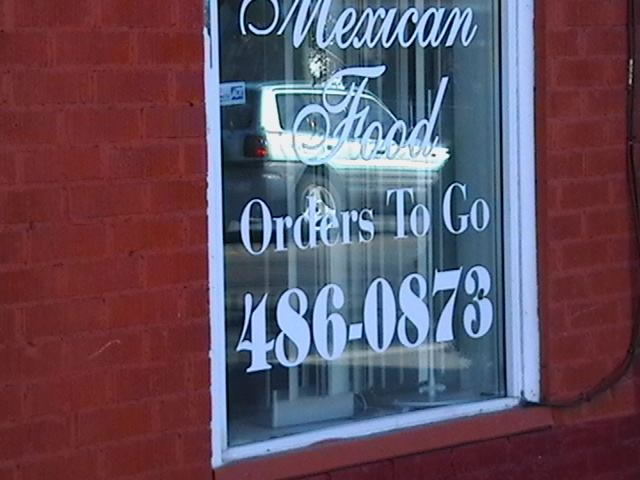 Mexican
Food
Orders To Go
486-0873